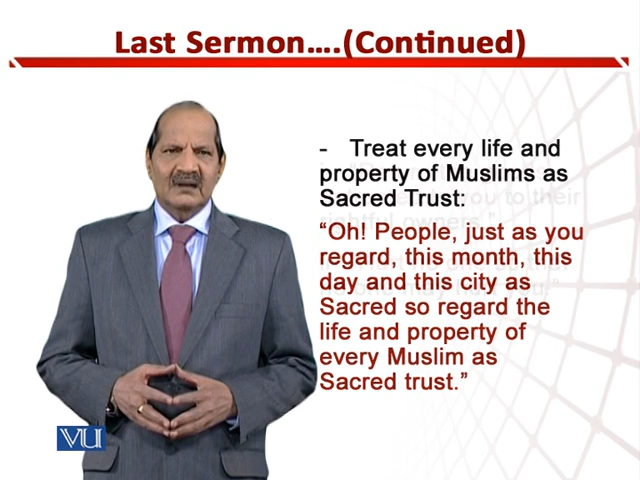 Last Sermon....(Continued)
- Treat every life and
property of Muslims as
Sacred Trust:
“Oh! People, just as you
regard, this month, this
day and this city as
Sacred so regard the
life and property of
every Muslim as
Sacred trust.”
VU